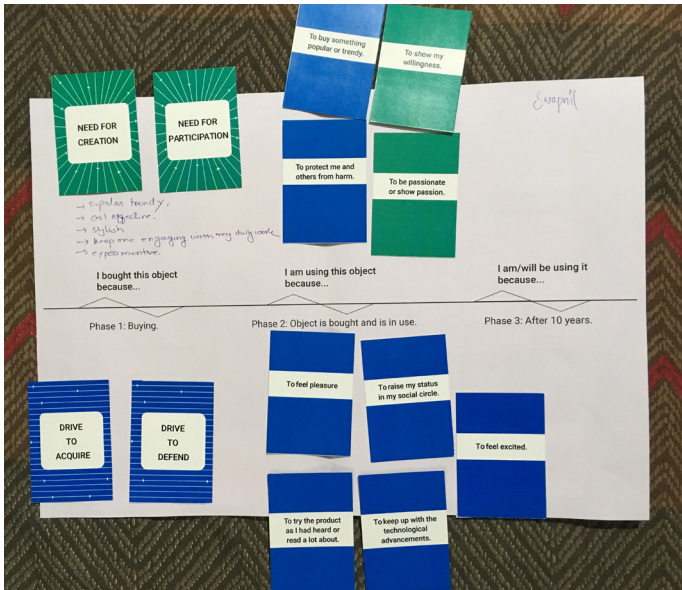 To buy something
popular or trendy.
To show my
willingness.
Swapnil
NEED FOR
CREATION
NEED FOR
PARTICIPATION
To protect me and
others from harm.
To be passionate
or show passion.
trendy,
→ stylish
→ keep me engaging with my daily work
I bought this object
because...
I am using this object
because...
I am/will be using it
because...
Phase 1: Buying.
Phase 2: Object is bought and is in use.
Phase 3: After 10 years.
DRIVE
TO
ACQUIRE
DRIVE
TO
DEFEND
To feel pleasure
To raise my status
in my social circle.
To feel excited.
To try the product
as I had heard or
read a lot about.
To keep up with the
technological
advancements.